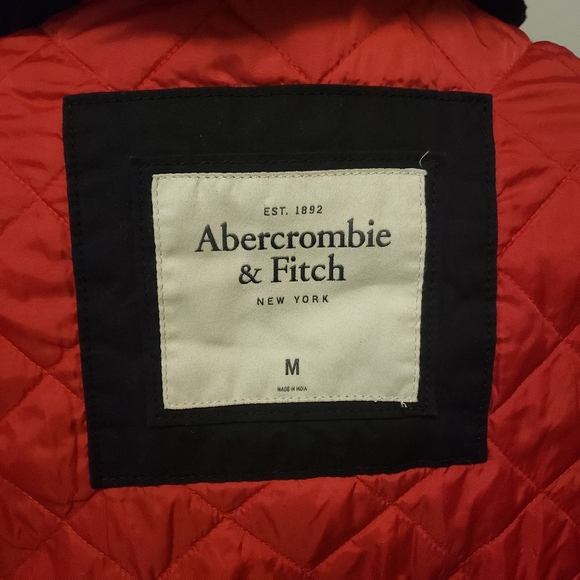 EST. 1892
Abercrombie
& Fitch
NEW YORK
M
MADE IN INDIA